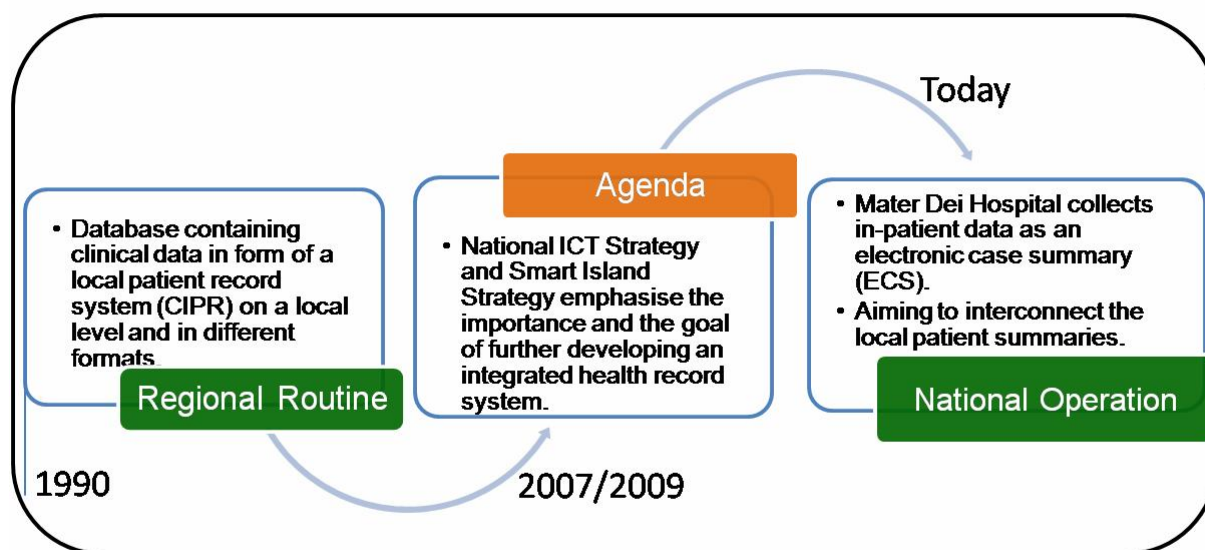 • Database containing
clinical data in form of a
local patient record
system (CIPR) on a local
level and in different
formats.
Regional Routine
1990
Agenda
• National ICT Strategy
and Smart Island
Strategy emphasise the
importance and the goal
of further developing an
integrated health record
system.
2007/2009
Today
• Mater Dei Hospital collects
in-patient data as an
electronic case summary
(ECS).
• Aiming to interconnect the
local patient summaries.
National Operation